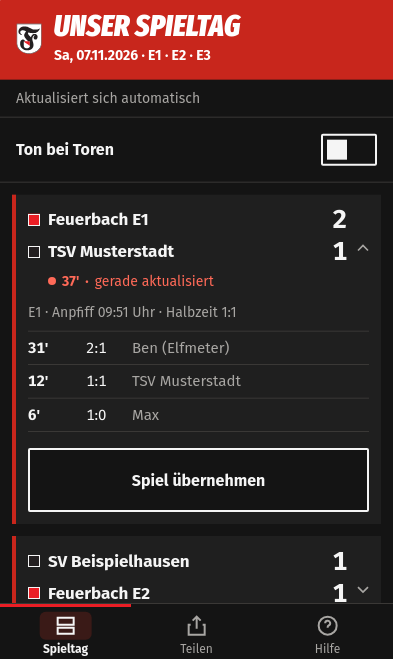 UNSER SPIELTAG
Sa, 07.11.2026 · E1 · E2 · E3
Aktualisiert sich automatisch
Ton bei Toren
Feuerbach E1 2
TSV Musterstadt 1
37' · gerade aktualisiert
E1 · Anpfiff 09:51 Uhr · Halbzeit 1:1
31' 2:1 Ben (Elfmeter)
12' 1:1 TSV Musterstadt
6' 1:0 Max
Spiel übernehmen
SV Beispielhausen 1
Feuerbach E2 1
Spieltag Teilen Hilfe